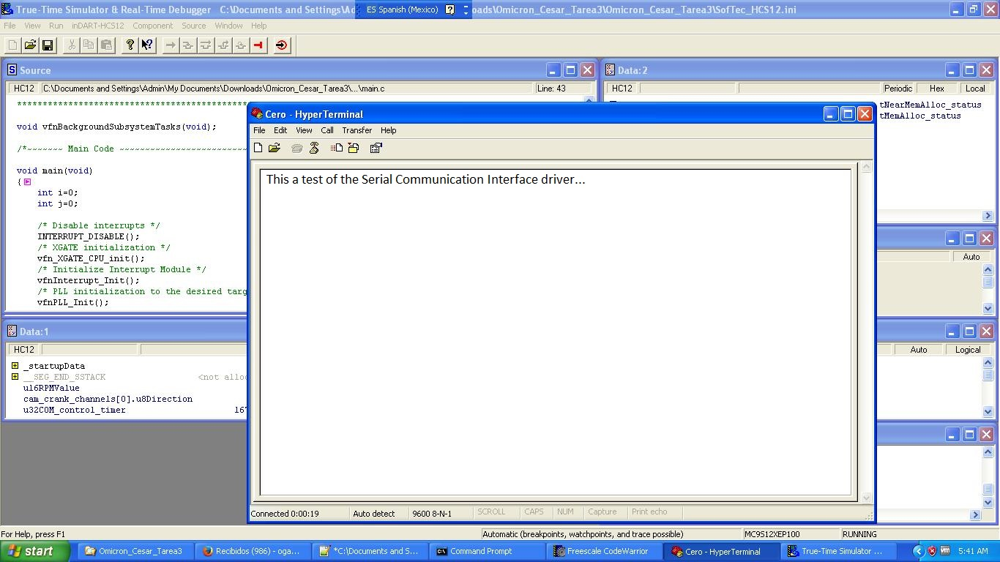 True-Time Simulator & Real-Time Debugger C:\Documents and Settings\Ad
ES Spanish (Mexico)
loads\Omicron_Cesar_Tarea3\Omicron_Cesar_Tarea3\SofTec_HCS12.ini
File View Run inDART-HCS12 Component Source Window Help
Source
HC12 C:\Documents and Settings\Admin\My Documents\Downloads\Omicron_Cesar_Tarea3\...\main.c Line: 43
void vfnBackgroundSubsystemTasks(void);
/*~~~~~~~ Main Code ~~~~~~~~~~~~~~~~~~~~~~~~~
void main(void)
{
int i=0;
int j=0;
/* Disable interrupts */
INTERRUPT_DISABLE();
/* XGATE initialization */
vfn_XGATE_CPU_init();
/* Initialize Interrupt Module */
vfnInterrupt_Init();
/* PLL initialization to the desired targ
vfnPLL_Init();
Data:2
HC12 Periodic Hex Local
tNearMemAlloc_status
tMemAlloc_status
Cero - HyperTerminal
File Edit View Call Transfer Help
This a test of the Serial Communication Interface driver...
Connected 0:00:19 Auto detect 9600 8-N-1 SCROLL CAPS NUM Capture Print echo
Auto
Auto Logical
Data:1
HC12
_startupData
__SEG_END_SSTACK <not alloc
u16RPMValue
cam_crank_channels[0].u8Direction
u32COM_control_timer 167
For Help, press F1 Automatic (breakpoints, watchpoints, and trace possible) MC9S12XEP100 RUNNING
start Omicron_Cesar_Tarea3 Recibidos (986) - oga... *C:\Documents and S... Command Prompt Freescale CodeWarrior Cero - HyperTerminal True-Time Simulator ... 5:41 AM